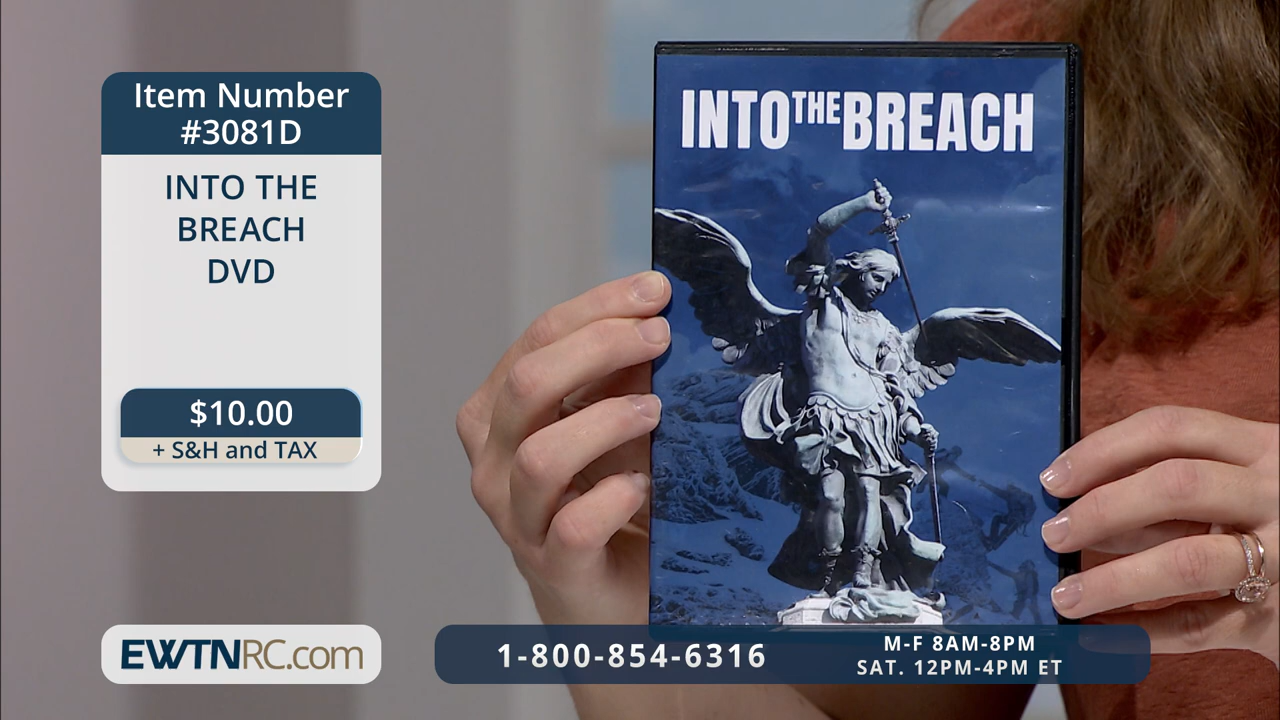 Item Number
#3081D
INTO THE
BREACH
DVD
$10.00
+ S&H and TAX
INTO THE BREACH
EWTNRC.com
1-800-854-6316
M-F 8AM-8PM
SAT. 12PM-4PM ET